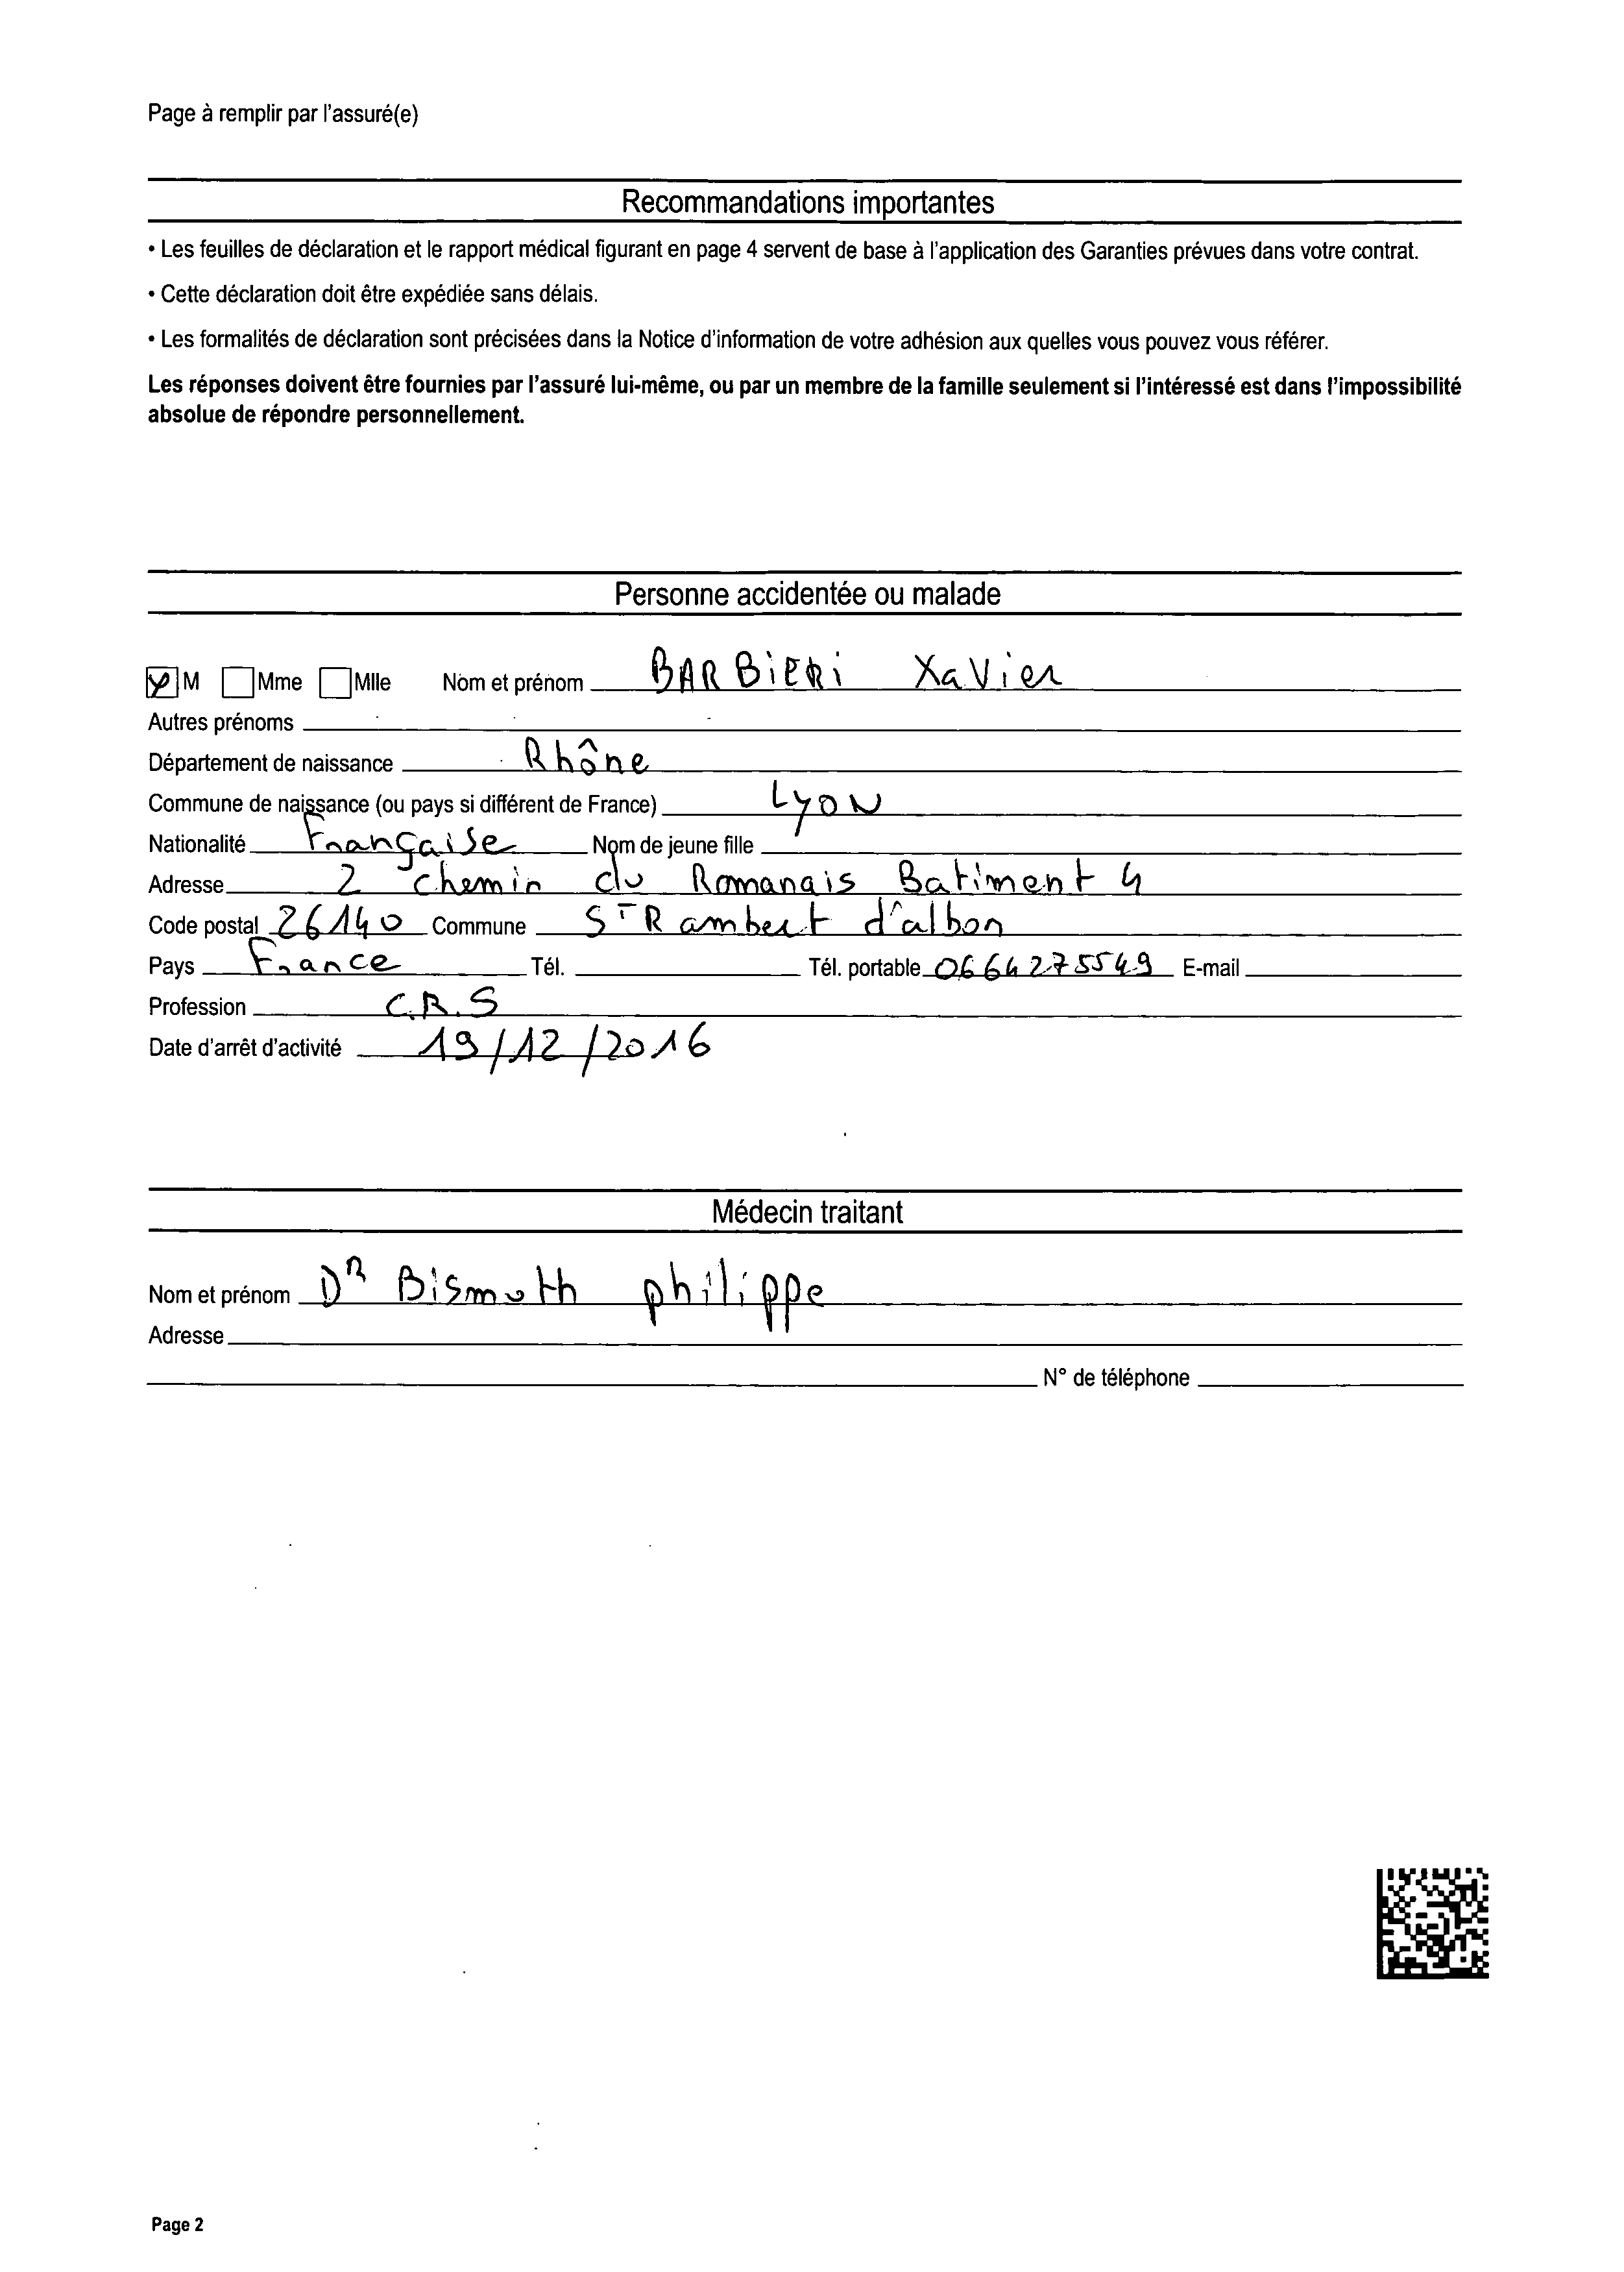 Page à remplir par l'assuré(e)
Recommandations importantes
• Les feuilles de déclaration et le rapport médical figurant en page 4 servent de base à l'application des Garanties prévues dans votre contrat.
• Cette déclaration doit être expédiée sans délais.
• Les formalités de déclaration sont précisées dans la Notice d'information de votre adhésion aux quelles vous pouvez vous référer.
Les réponses doivent être fournies par l'assuré lui-même, ou par un membre de la famille seulement si l'intéressé est dans l'impossibilité
absolue de répondre personnellement.
Personne accidentée ou malade
M Mme Mlle Nom et prénom BARBiERi XaVier
Autres prénoms
Département de naissance Rhône
Commune de naissance (ou pays si différent de France) LyoN
Nationalité Française Nom de jeune fille
Adresse 2 chemin du Romanais Batiment 4
Code postal 26140 Commune ST Rambert d'albon
Pays France Tél. Tél. portable 0664275549 E-mail
Profession C.R.S
Date d'arrêt d'activité 19/12/2016
Médecin traitant
Nom et prénom DR Bismuth philippe
Adresse
N° de téléphone
Page 2